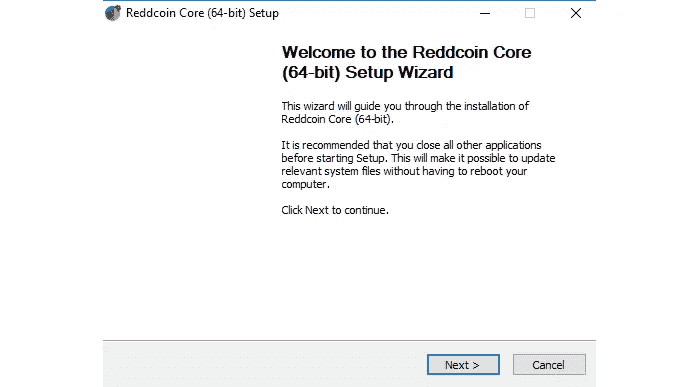 Reddcoin Core (64-bit) Setup
Welcome to the Reddcoin Core
(64-bit) Setup Wizard
This wizard will guide you through the installation of
Reddcoin Core (64-bit).
It is recommended that you close all other applications
before starting Setup. This will make it possible to update
relevant system files without having to reboot your
computer.
Click Next to continue.
Next >
Cancel